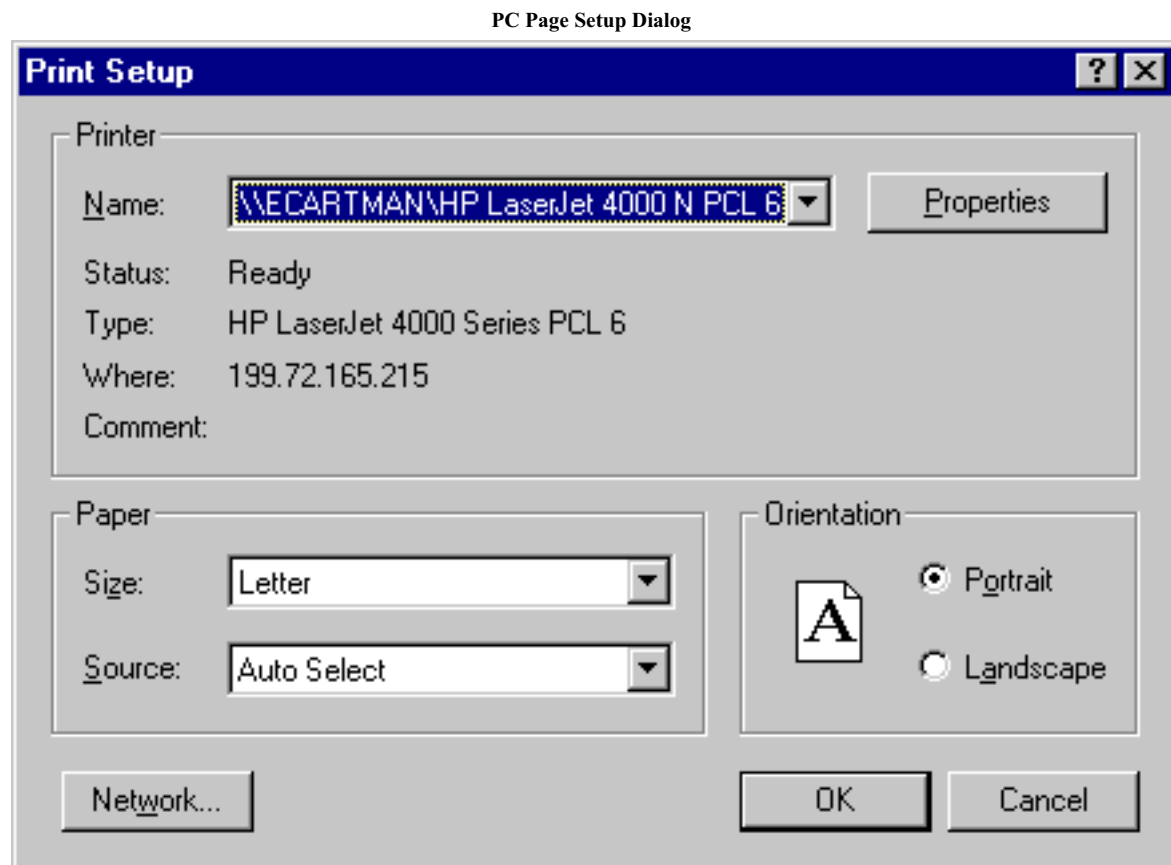 PC Page Setup Dialog
Print Setup
?
Printer
Name: \\ECARTMAN\HP LaserJet 4000 N PCL 6 Properties
Status: Ready
Type: HP LaserJet 4000 Series PCL 6
Where: 199.72.165.215
Comment:
Paper
Size: Letter
Source: Auto Select
Orientation
A
Portrait
Landscape
Network... OK Cancel